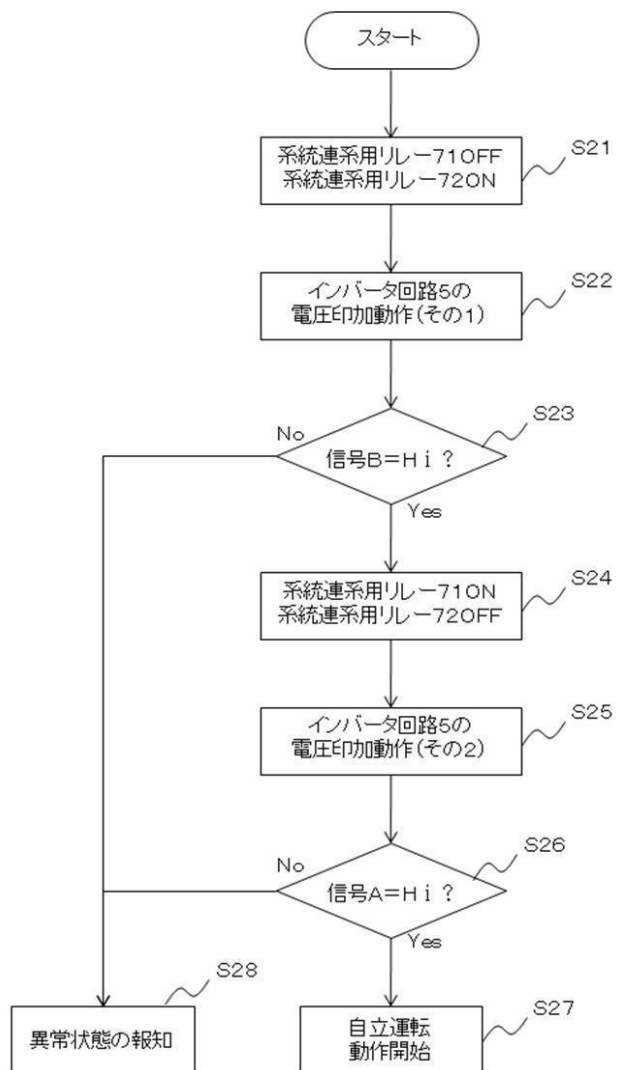 スタート
系統連系用リレー71OFF
系統連系用リレー72ON
S21
インバータ回路5の
電圧印加動作(その1)
S22
信号B=Hi?
S23
No
Yes
系統連系用リレー71ON
系統連系用リレー72OFF
S24
インバータ回路5の
電圧印加動作(その2)
S25
信号A=Hi?
S26
No
Yes
異常状態の報知
S28
自立運転
動作開始
S27